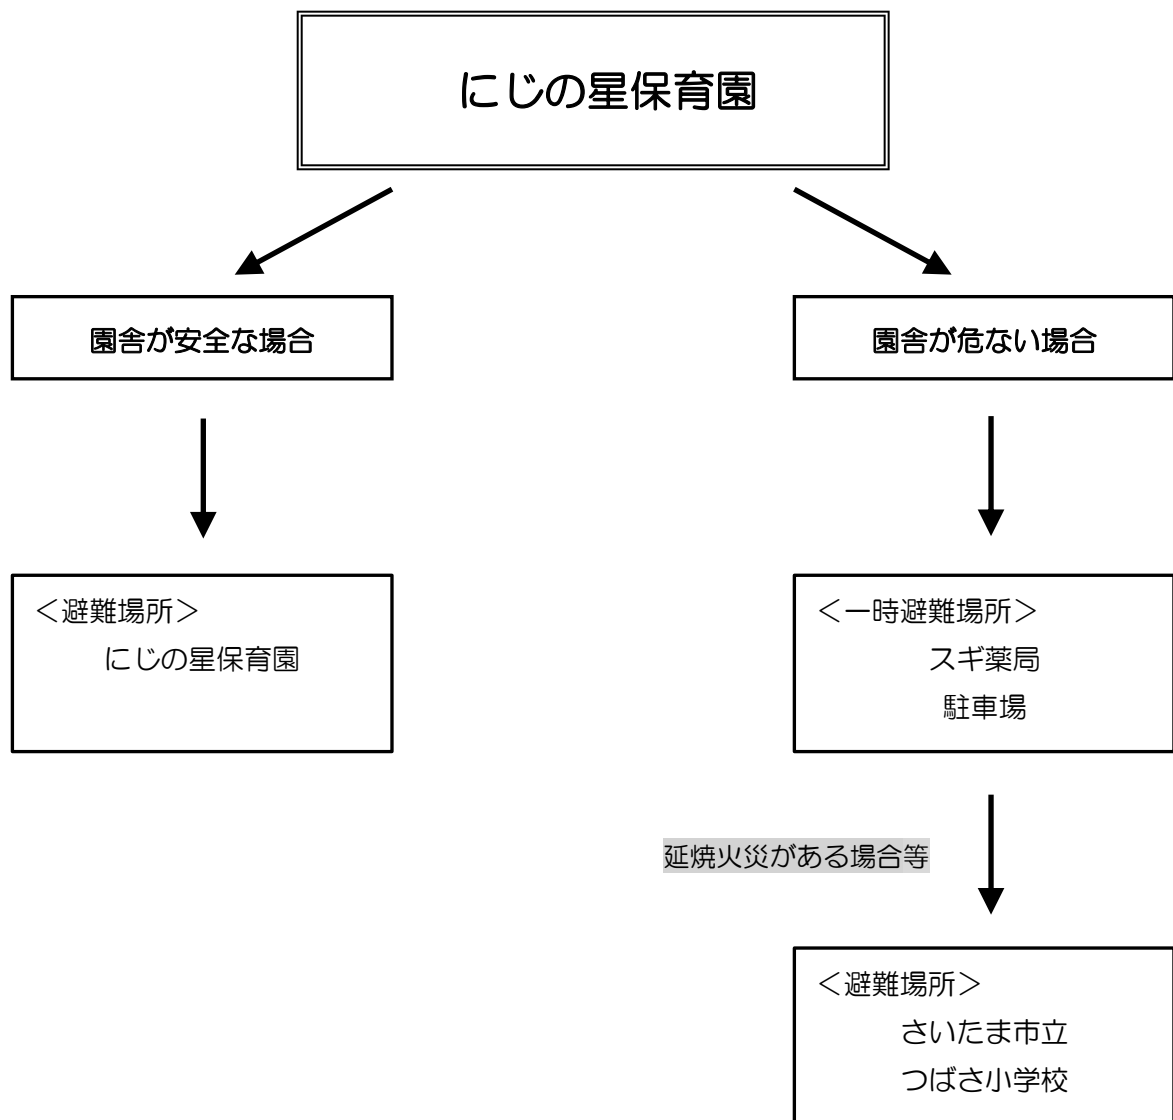 にじの星保育園
園舎が安全な場合
園舎が危ない場合
＜避難場所＞
にじの星保育園
＜一時避難場所＞
スギ薬局
駐車場
延焼火災がある場合等
＜避難場所＞
さいたま市立
つばさ小学校